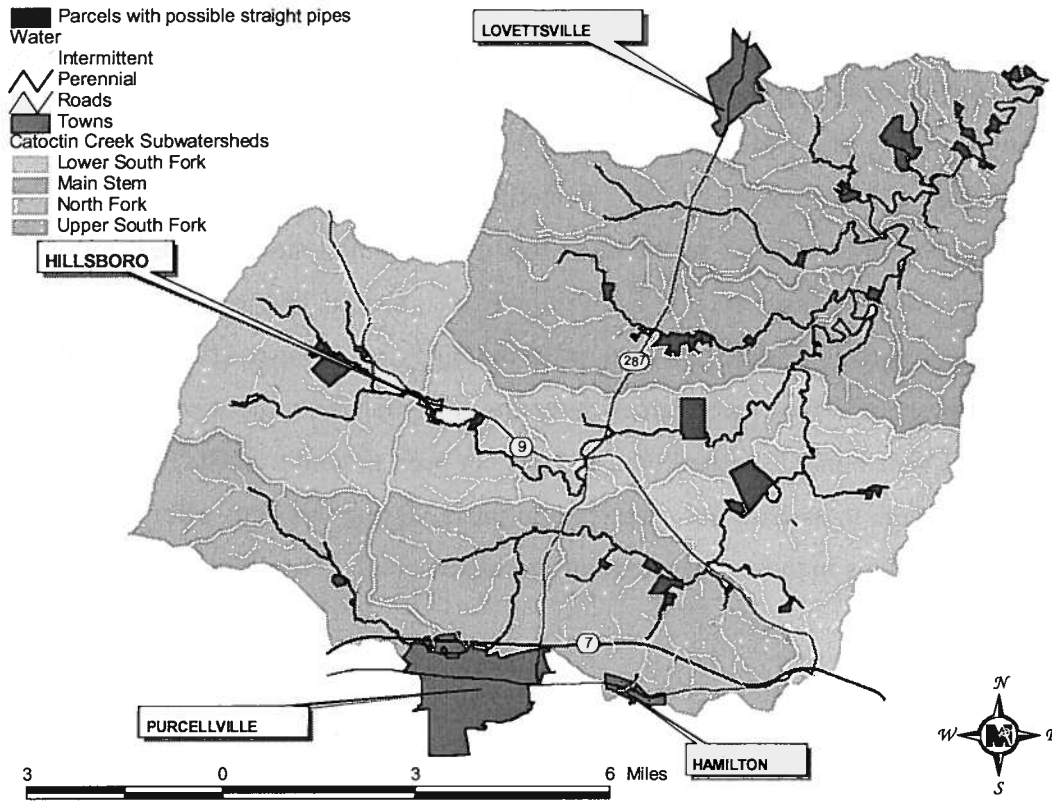 Parcels with possible straight pipes
Water
Intermittent
Perennial
Roads
Towns
Catoctin Creek Subwatersheds
Lower South Fork
Main Stem
North Fork
Upper South Fork
LOVETTSVILLE
HILLSBORO
287
9
7
PURCELLVILLE
HAMILTON
N
W
E
S
M
3 0 3 6 Miles